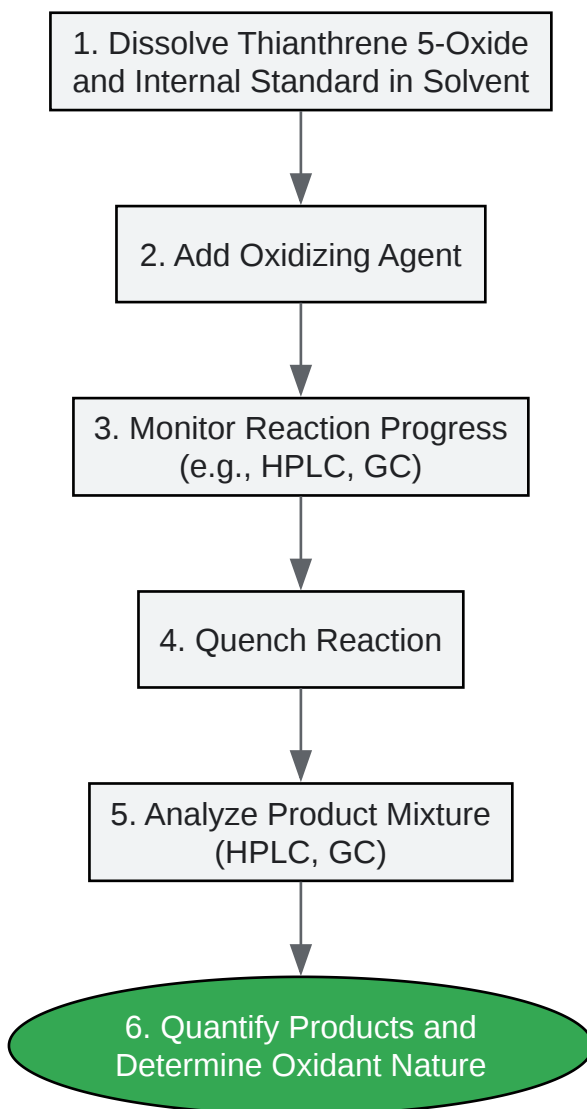 1. Dissolve Thianthrene 5-Oxide
and Internal Standard in Solvent
2. Add Oxidizing Agent
3. Monitor Reaction Progress
(e.g., HPLC, GC)
4. Quench Reaction
5. Analyze Product Mixture
(HPLC, GC)
6. Quantify Products and
Determine Oxidant Nature